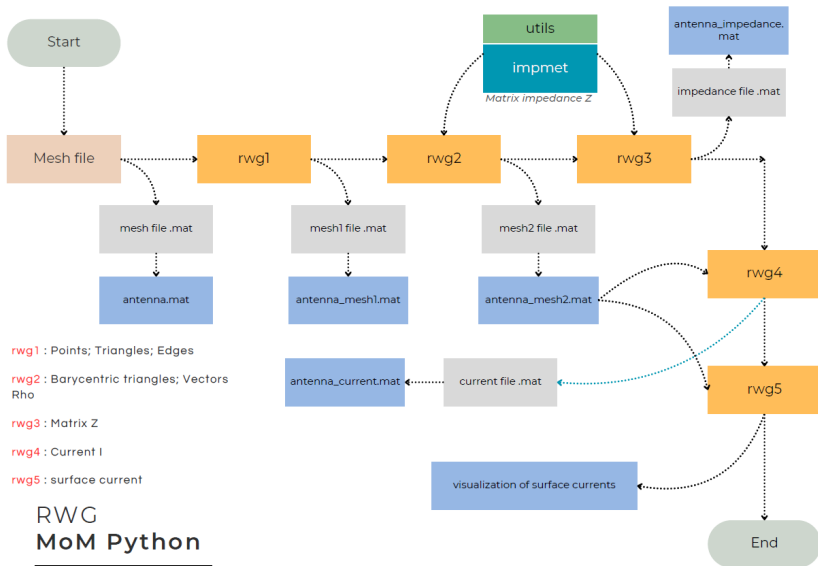 Start
utils
impmet
Matrix impedance Z
antenna_impedance.
mat
impedance file .mat
Mesh file
rwg1
rwg2
rwg3
mesh file .mat
mesh1 file .mat
mesh2 file .mat
antenna.mat
antenna_mesh1.mat
antenna_mesh2.mat
rwg4
rwg1 : Points; Triangles; Edges
rwg2 : Barycentric triangles; Vectors
Rho
rwg3 : Matrix Z
rwg4 : Current I
rwg5 : surface current
antenna_current.mat
current file .mat
rwg5
visualization of surface currents
RWG
MoM Python
End